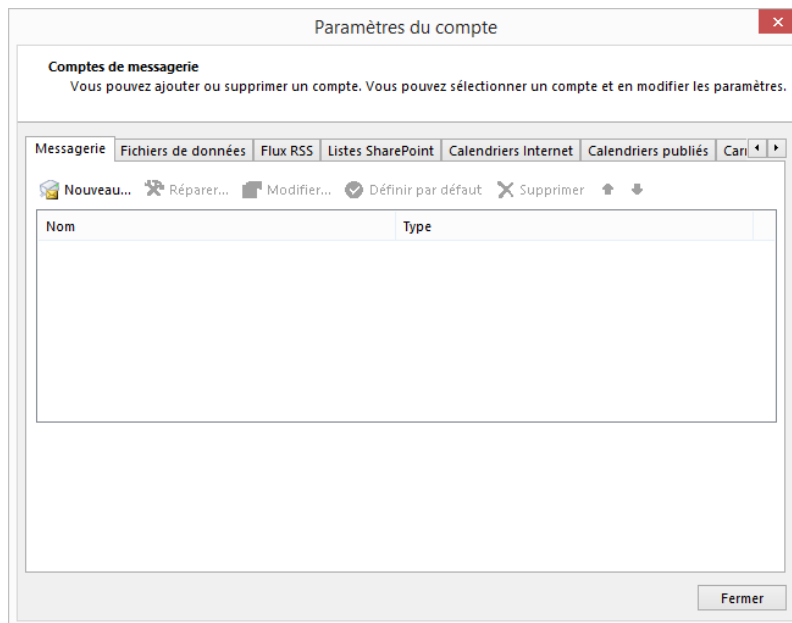 Paramètres du compte
Comptes de messagerie
Vous pouvez ajouter ou supprimer un compte. Vous pouvez sélectionner un compte et en modifier les paramètres.
Messagerie Fichiers de données Flux RSS Listes SharePoint Calendriers Internet Calendriers publiés
Nouveau... Réparer... Modifier... Définir par défaut Supprimer
Nom Type
Fermer